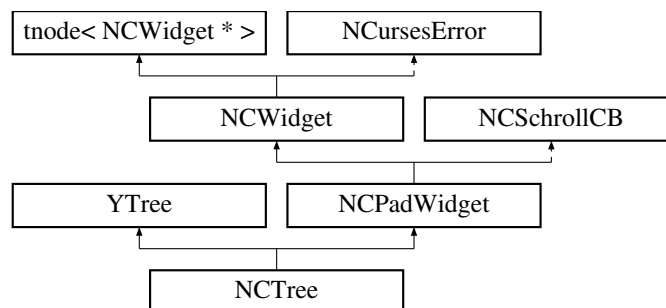 tnode< NCWidget * >
NCursesError
NCWidget
NCSchrollCB
YTree
NCPadWidget
NCTree